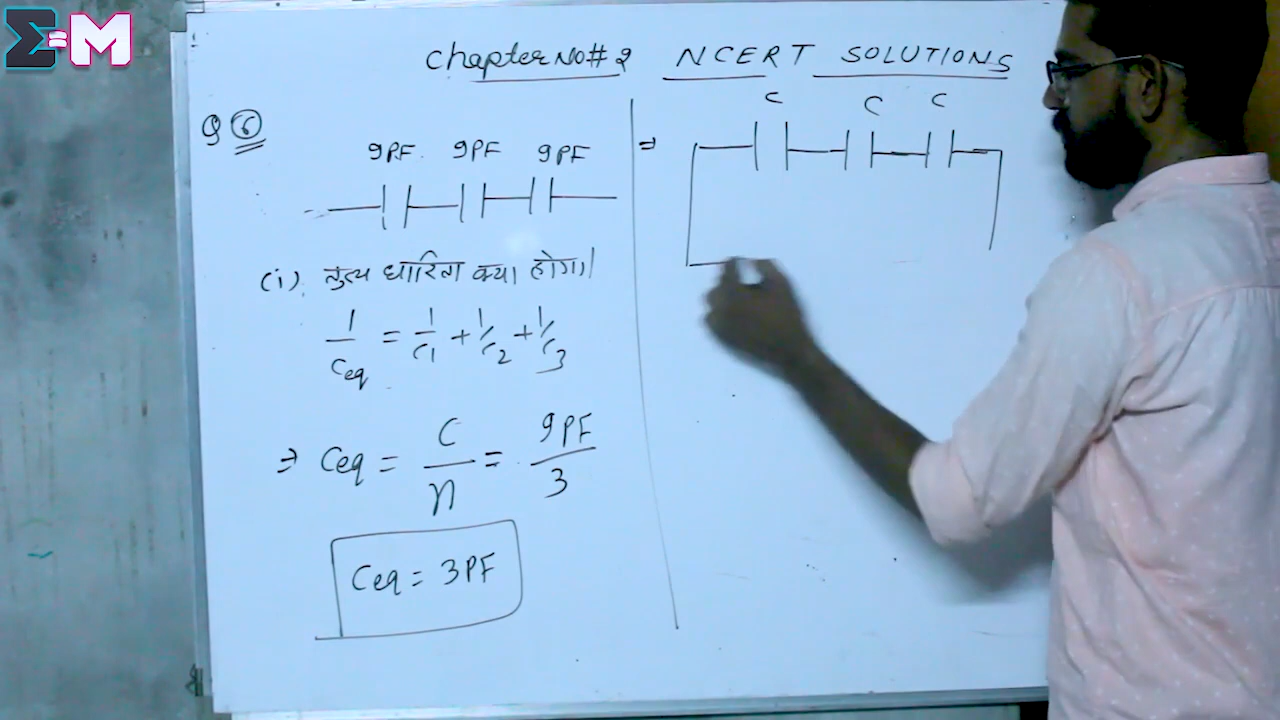 Σ=M
Chapter No# 2 NCERT SOLUTIONS
Q 6
9PF 9PF 9PF
(i) तुल्य धारिता क्या होगा।
1/Ceq = 1/C1 + 1/C2 + 1/C3
⇒ Ceq = C/n = 9PF/3
Ceq = 3PF
⇒ C C C